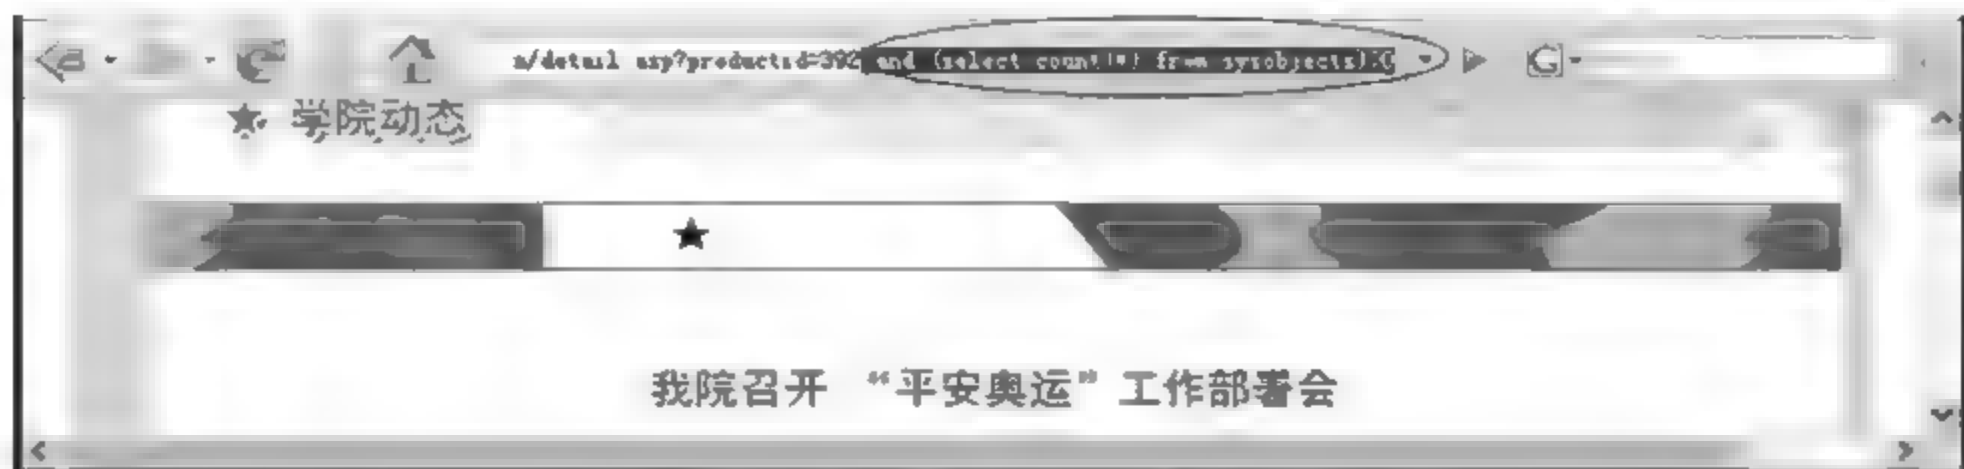 n/detail asp?productid=392 and (select count(*) from sysobjects)>0
学院动态
我院召开 “平安奥运”工作部署会